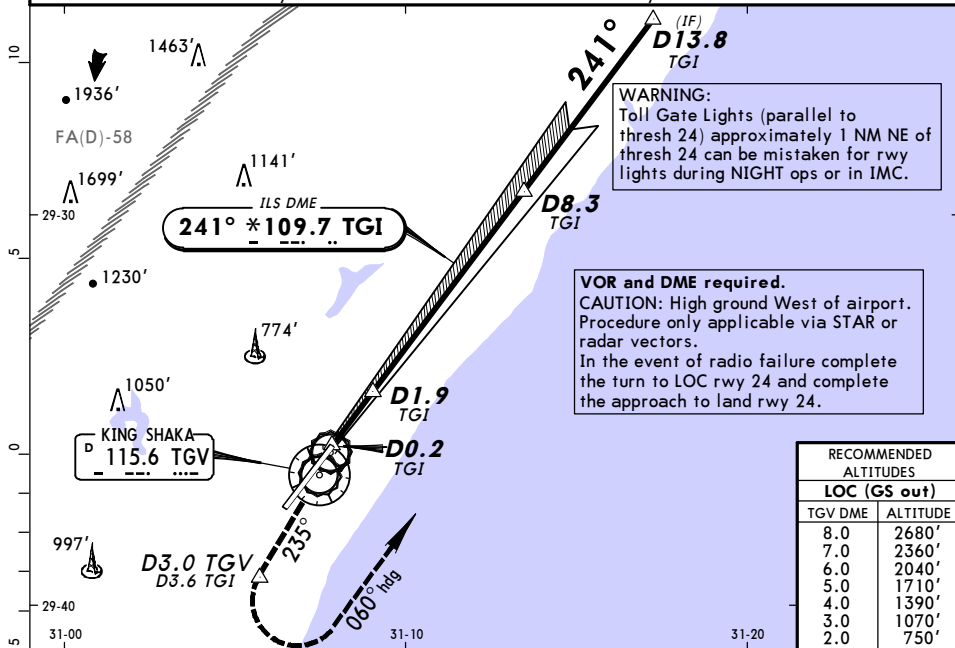 10
1463'
(IF)
D13.8
TGI
241°
1936'
FA(D)-58
WARNING:
Toll Gate Lights (parallel to
thresh 24) approximately 1 NM NE of
thresh 24 can be mistaken for rwy
lights during NIGHT ops or in IMC.
1141'
1699'
ILS DME
241° *109.7 TGI
D8.3
TGI
29-30
5
1230'
VOR and DME required.
CAUTION: High ground West of airport.
Procedure only applicable via STAR or
radar vectors.
In the event of radio failure complete
the turn to LOC rwy 24 and complete
the approach to land rwy 24.
774'
1050'
D1.9
TGI
KING SHAKA
D 115.6 TGV
D0.2
TGI
0
RECOMMENDED
ALTITUDES
LOC (GS out)
TGV DME ALTITUDE
8.0 2680'
7.0 2360'
6.0 2040'
5.0 1710'
4.0 1390'
3.0 1070'
2.0 750'
997'
235°
D3.0 TGV
D3.6 TGI
060° hdg
29-40
5
31-00
31-10
31-20